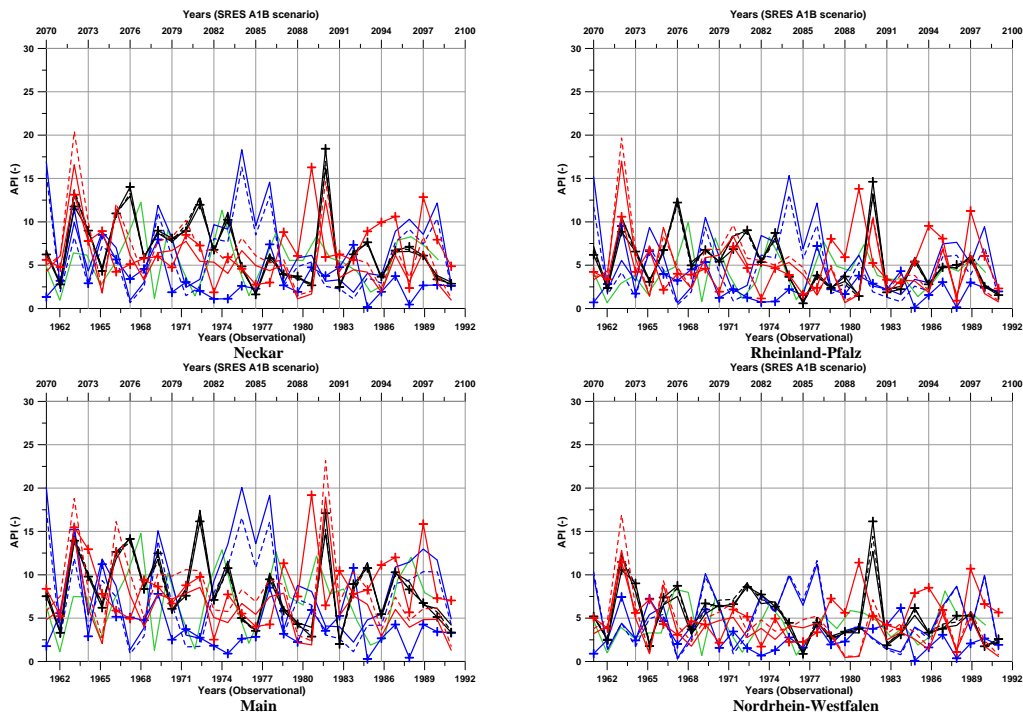 Years (SRES A1B scenario)
2070 2073 2076 2079 2082 2085 2088 2091 2094 2097 2100
30
25
20
15
10
5
0
API (-)
1962 1965 1968 1971 1974 1977 1980 1983 1986 1989 1992
Years (Observational)
Neckar
Years (SRES A1B scenario)
2070 2073 2076 2079 2082 2085 2088 2091 2094 2097 2100
30
25
20
15
10
5
0
API (-)
1962 1965 1968 1971 1974 1977 1980 1983 1986 1989 1992
Years (Observational)
Rheinland-Pfalz
Years (SRES A1B scenario)
2070 2073 2076 2079 2082 2085 2088 2091 2094 2097 2100
30
25
20
15
10
5
0
API (-)
1962 1965 1968 1971 1974 1977 1980 1983 1986 1989 1992
Years (Observational)
Main
Years (SRES A1B scenario)
2070 2073 2076 2079 2082 2085 2088 2091 2094 2097 2100
30
25
20
15
10
5
0
API (-)
1962 1965 1968 1971 1974 1977 1980 1983 1986 1989 1992
Years (Observational)
Nordrhein-Westfalen